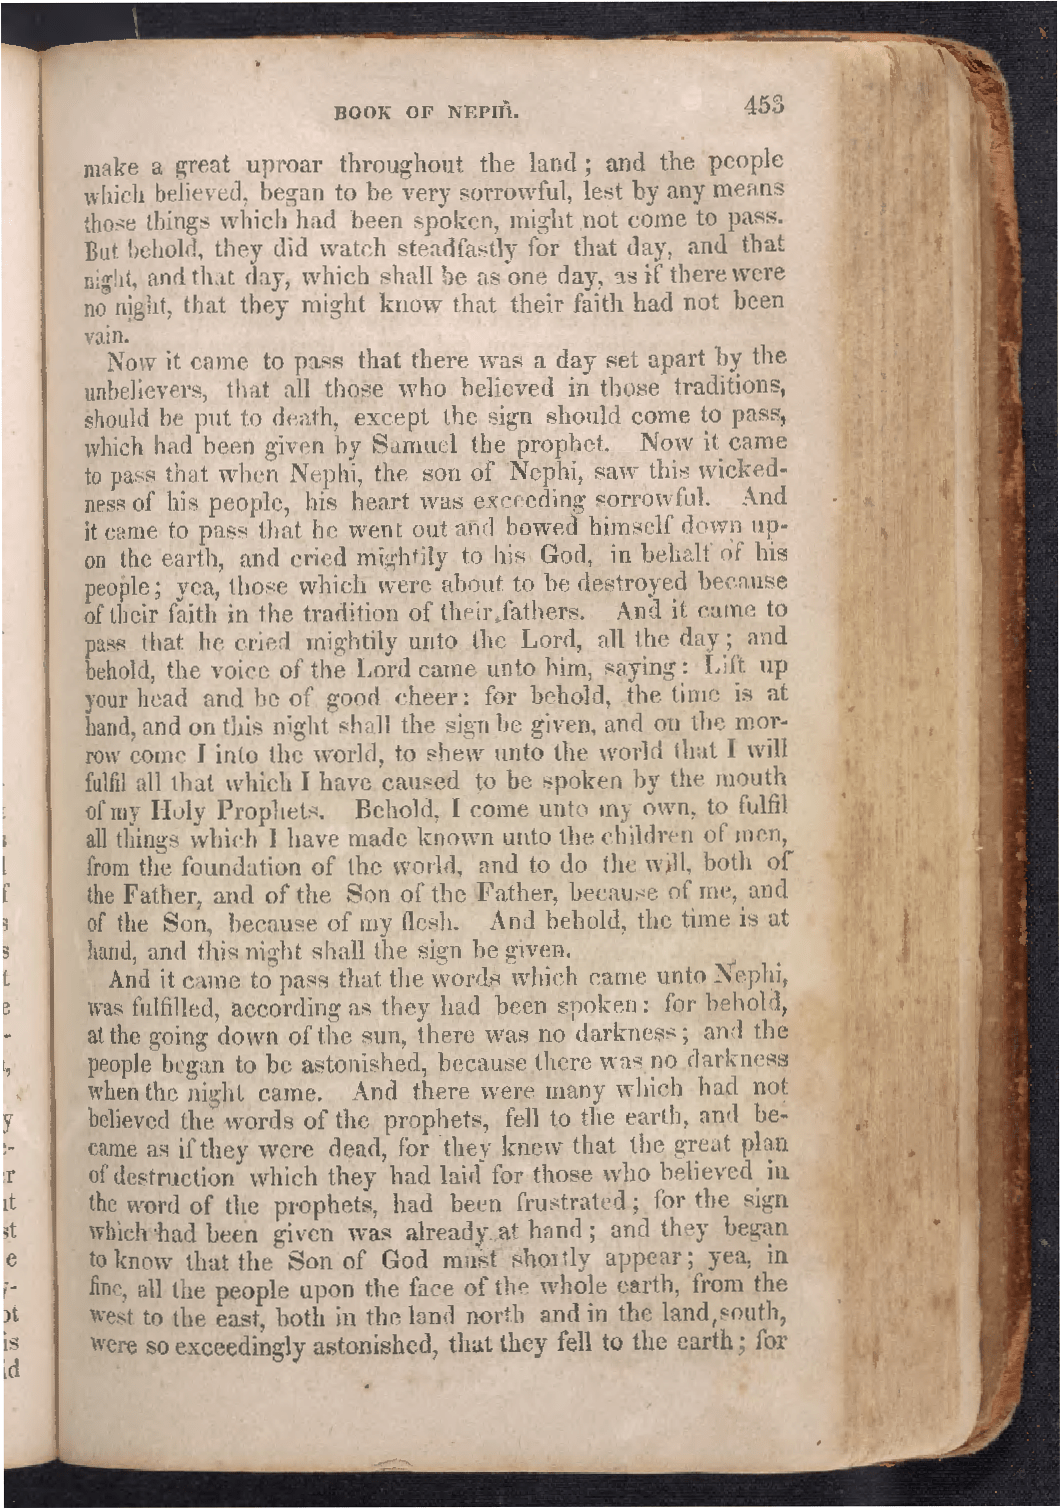 BOOK OF NEPHI. 453
make a great uproar throughout the land; and the people
which believed, began to be very sorrowful, lest by any means
those things which had been spoken, might not come to pass.
But behold, they did watch steadfastly for that day, and that
night, and that day, which shall be as one day, as if there were
no night, that they might know that their faith had not been
vain.
Now it came to pass that there was a day set apart by the
unbelievers, that all those who believed in those traditions,
should be put to death, except the sign should come to pass,
which had been given by Samuel the prophet. Now it came
to pass that when Nephi, the son of Nephi, saw this wicked-
ness of his people, his heart was exceeding sorrowful. And
it came to pass that he went out and bowed himself down up-
on the earth, and cried mightily to his God, in behalf of his
people; yea, those which were about to be destroyed because
of their faith in the tradition of their fathers. And it came to
pass that he cried mightily unto the Lord, all the day; and
behold, the voice of the Lord came unto him, saying: Lift up
your head and be of good cheer: for behold, the time is at
hand, and on this night shall the sign be given, and on the mor-
row come I into the world, to shew unto the world that I will
fulfil all that which I have caused to be spoken by the mouth
of my Holy Prophets. Behold, I come unto my own, to fulfil
all things which I have made known unto the children of men,
from the foundation of the world, and to do the will, both of
the Father, and of the Son of the Father, because of me, and
of the Son, because of my flesh. And behold, the time is at
hand, and this night shall the sign be given.
And it came to pass that the words which came unto Nephi,
was fulfilled, according as they had been spoken: for behold,
at the going down of the sun, there was no darkness; and the
people began to be astonished, because there was no darkness
when the night came. And there were many which had not
believed the words of the prophets, fell to the earth, and be-
came as if they were dead, for they knew that the great plan
of destruction which they had laid for those who believed in
the word of the prophets, had been frustrated; for the sign
which had been given was already at hand; and they began
to know that the Son of God must shortly appear; yea, in
fine, all the people upon the face of the whole earth, from the
west to the east, both in the land north and in the land south,
were so exceedingly astonished, that they fell to the earth; for